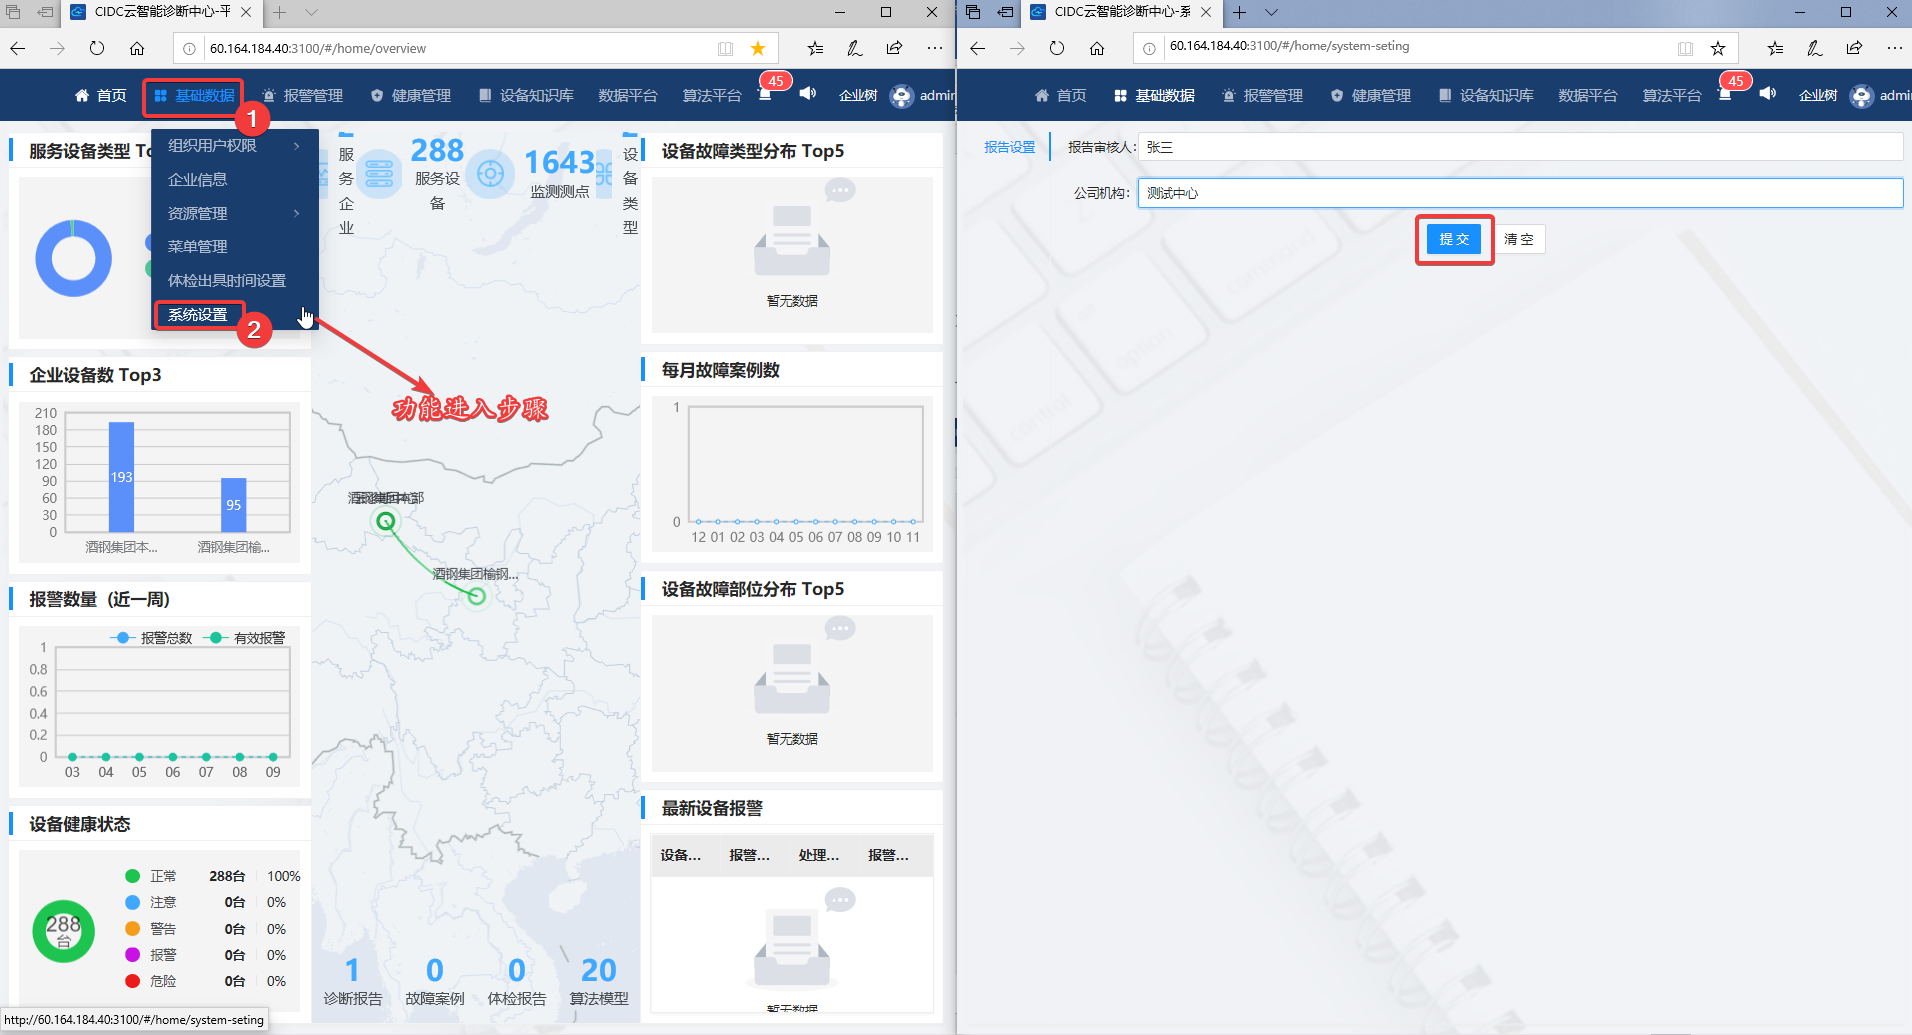 CIDC云智能诊断中心-平
60.164.184.40:3100/#/home/overview
首页
基础数据
报警管理
健康管理
设备知识库
数据平台
算法平台
45
企业树
admin
1
组织用户权限
企业信息
资源管理
菜单管理
体检出具时间设置
系统设置
2
功能进入步骤
服务设备类型 To
服务企业
288
服务设备
1643
监测测点
设备类型
企业设备数 Top3
210
180
150
120
90
60
30
0
193
95
酒钢集团本...
酒钢集团榆...
报警数量（近一周）
报警总数
有效报警
1
0.8
0.6
0.4
0.2
0
03 04 05 06 07 08 09
设备健康状态
288
台
正常 288台 100%
注意 0台 0%
警告 0台 0%
报警 0台 0%
危险 0台 0%
酒钢集团榆钢...
1
诊断报告
0
故障案例
0
体检报告
20
算法模型
设备故障类型分布 Top5
暂无数据
每月故障案例数
1
0
12 01 02 03 04 05 06 07 08 09 10 11
设备故障部位分布 Top5
暂无数据
最新设备报警
设备... 报警... 处理... 报警...
暂无数据
http://60.164.184.40:3100/#/home/system-seting
CIDC云智能诊断中心-系
60.164.184.40:3100/#/home/system-seting
首页
基础数据
报警管理
健康管理
设备知识库
数据平台
算法平台
45
企业树
admi
报告设置
报告审核人: 张三
公司机构: 测试中心
提 交
清 空
command
option
control